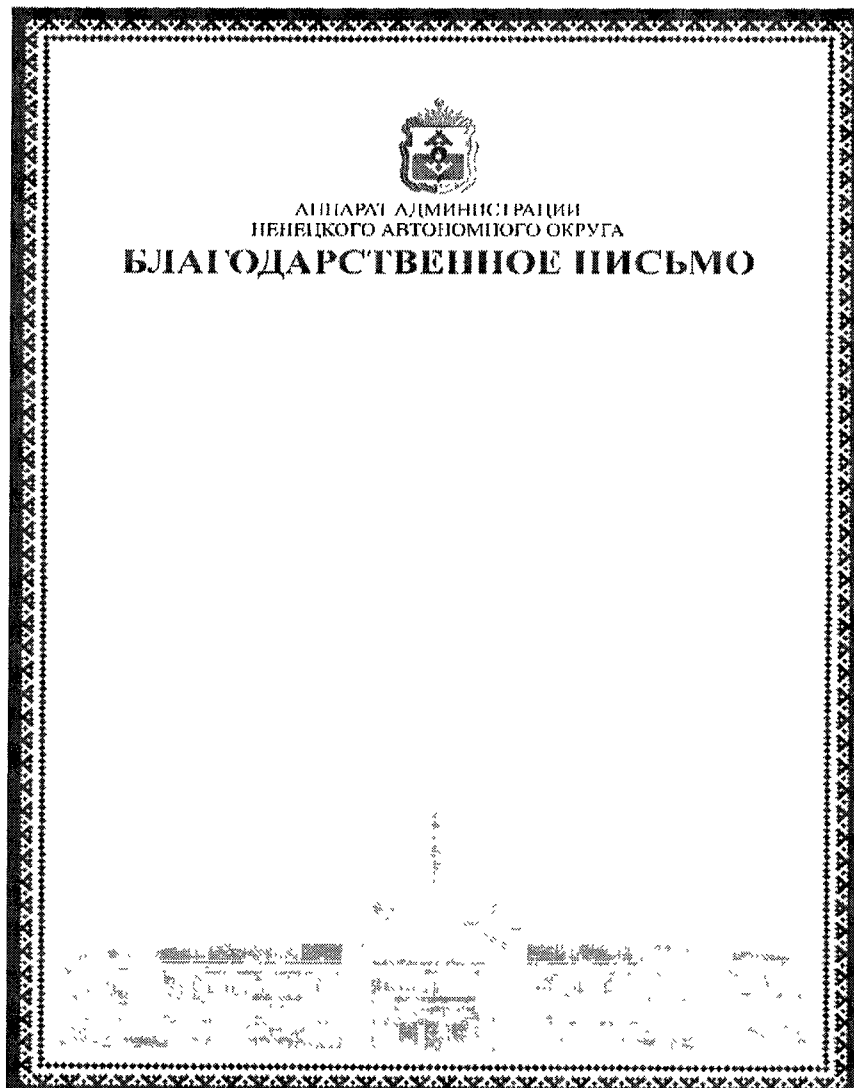 АППАРАТ АДМИНИСТРАЦИИ
НЕНЕЦКОГО АВТОНОМНОГО ОКРУГА
БЛАГОДАРСТВЕННОЕ ПИСЬМО